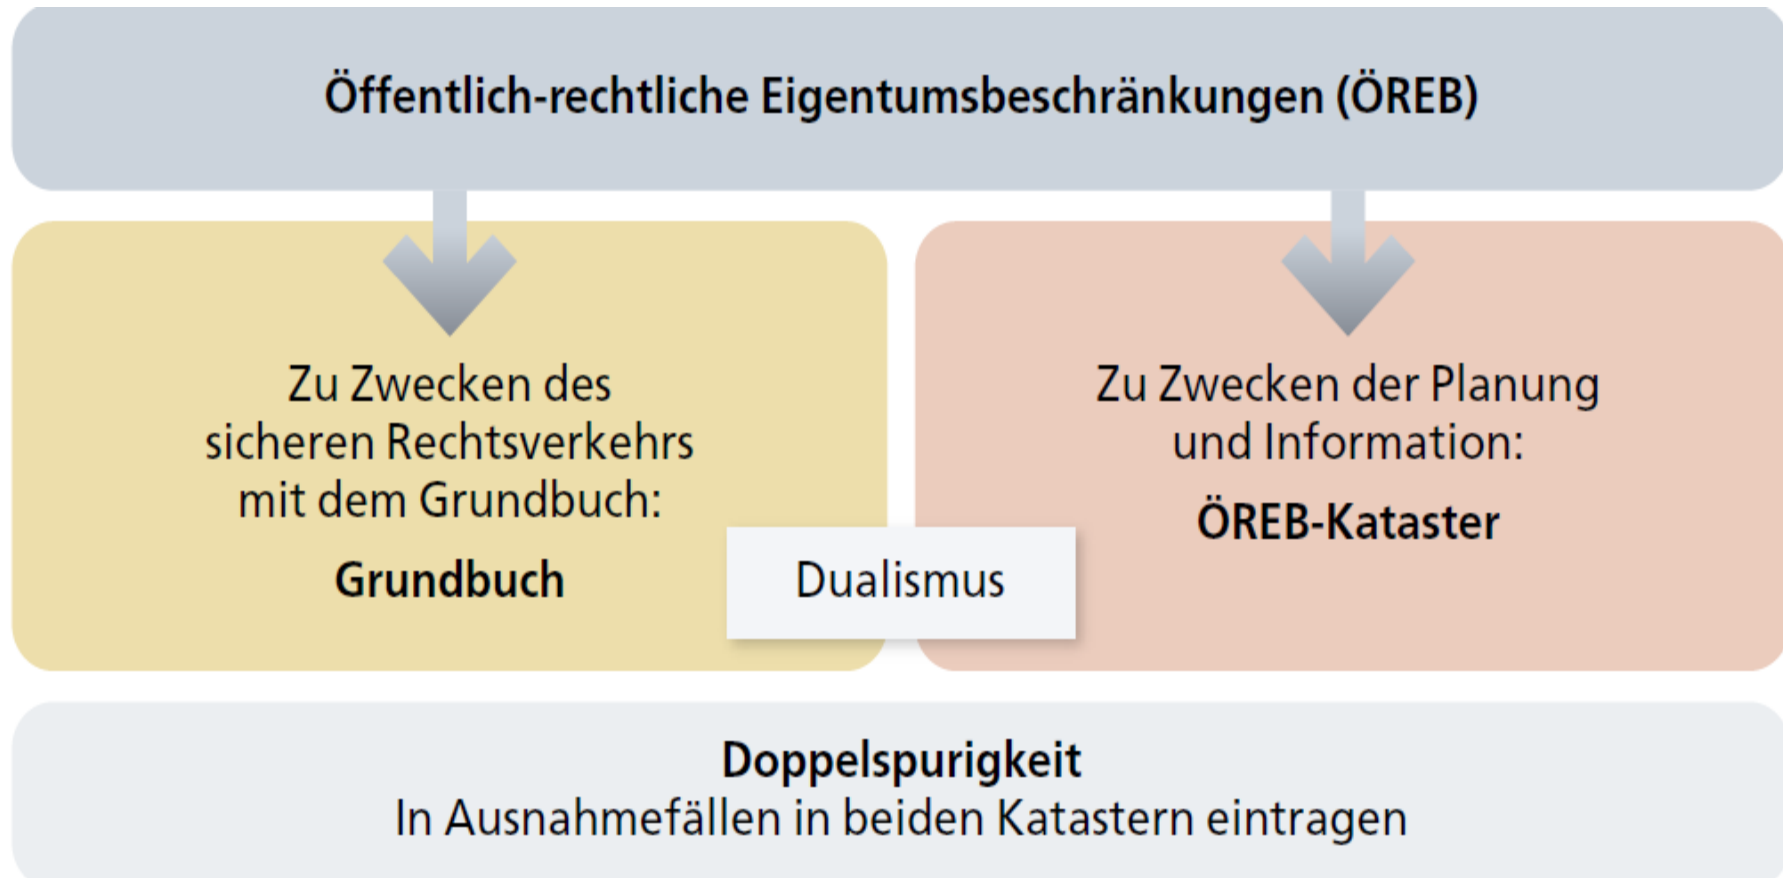 Öffentlich-rechtliche Eigentumsbeschränkungen (ÖREB)
Zu Zwecken des
sicheren Rechtsverkehrs
mit dem Grundbuch:
Grundbuch
Dualismus
Zu Zwecken der Planung
und Information:
ÖREB-Kataster
Doppelspurigkeit
In Ausnahmefällen in beiden Katastern eintragen